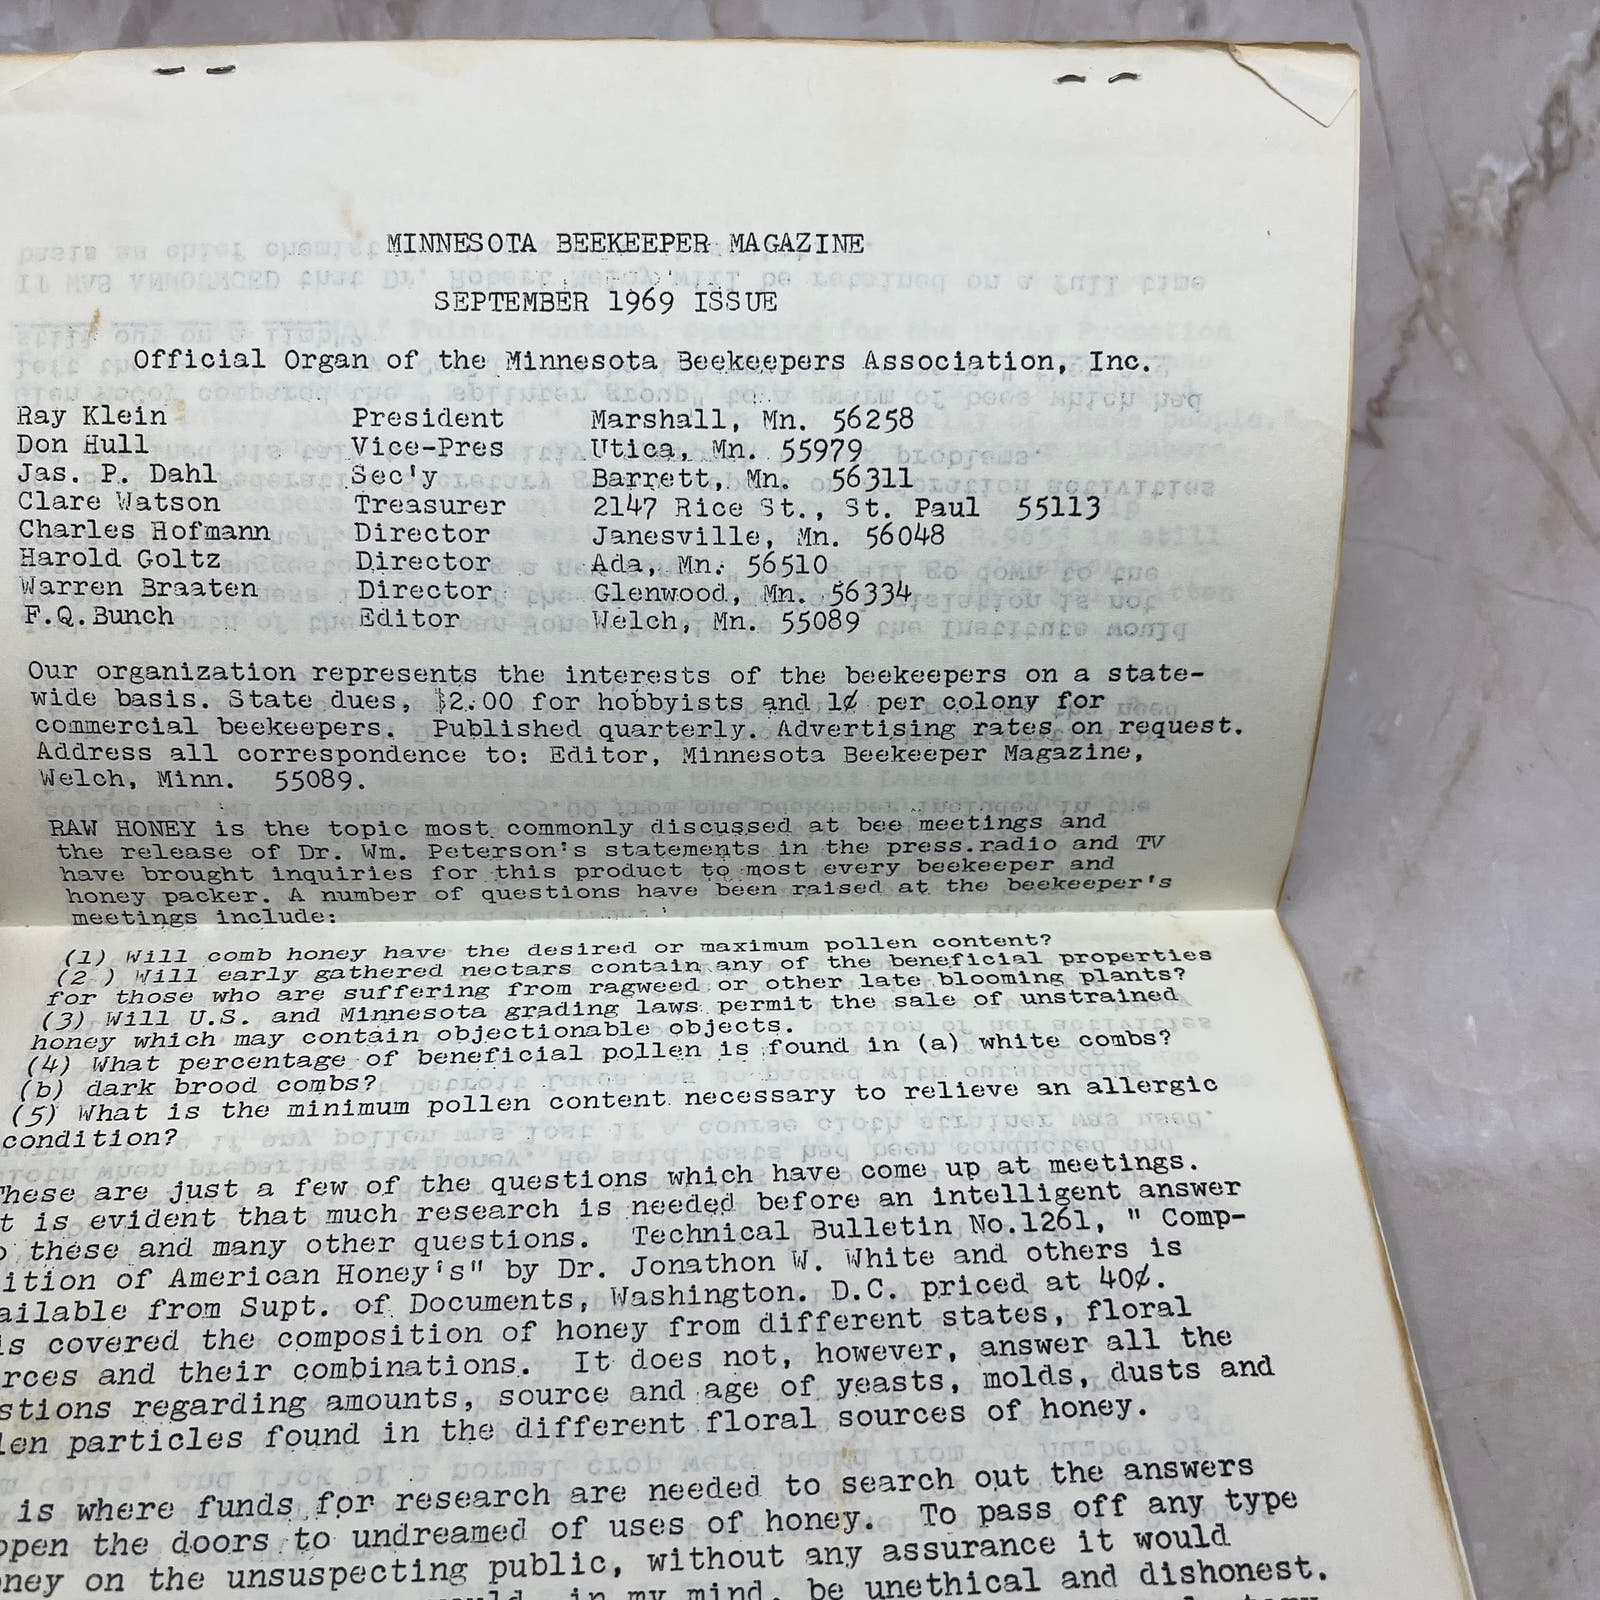 MINNESOTA BEEKEEPER MAGAZINE
SEPTEMBER 1969 ISSUE
Official Organ of the Minnesota Beekeepers Association, Inc.
Ray Klein President Marshall, Mn. 56258
Don Hull Vice-Pres Utica, Mn. 55979
Jas. P. Dahl Sec'y Barrett, Mn. 56311
Clare Watson Treasurer 2147 Rice St., St. Paul 55113
Charles Hofmann Director Janesville, Mn. 56048
Harold Goltz Director Ada, Mn. 56510
Warren Braaten Director Glenwood, Mn. 56334
F.Q. Bunch Editor Welch, Mn. 55089
Our organization represents the interests of the beekeepers on a state-
wide basis. State dues, $2.00 for hobbyists and 1¢ per colony for
commercial beekeepers. Published quarterly. Advertising rates on request.
Address all correspondence to: Editor, Minnesota Beekeeper Magazine,
Welch, Minn. 55089.
RAW HONEY is the topic most commonly discussed at bee meetings and
the release of Dr. Wm. Peterson's statements in the press.radio and TV
have brought inquiries for this product to most every beekeeper and
honey packer. A number of questions have been raised at the beekeeper's
meetings include:
(1) Will comb honey have the desired or maximum pollen content?
(2 ) Will early gathered nectars contain any of the beneficial properties
for those who are suffering from ragweed or other late blooming plants?
(3) Will U.S. and Minnesota grading laws permit the sale of unstrained
honey which may contain objectionable objects.
(4) What percentage of beneficial pollen is found in (a) white combs?
(b) dark brood combs?
(5) What is the minimum pollen content necessary to relieve an allergic
condition?
These are just a few of the questions which have come up at meetings.
t is evident that much research is needed before an intelligent answer
o these and many other questions. Technical Bulletin No.1261, " Comp-
ition of American Honey's" by Dr. Jonathon W. White and others is
ailable from Supt. of Documents, Washington. D.C. priced at 40¢.
is covered the composition of honey from different states, floral
rces and their combinations. It does not, however, answer all the
stions regarding amounts, source and age of yeasts, molds, dusts and
len particles found in the different floral sources of honey.
is where funds for research are needed to search out the answers
open the doors to undreamed of uses of honey. To pass off any type
oney on the unsuspecting public, without any assurance it would
would, in my mind, be unethical and dishonest.